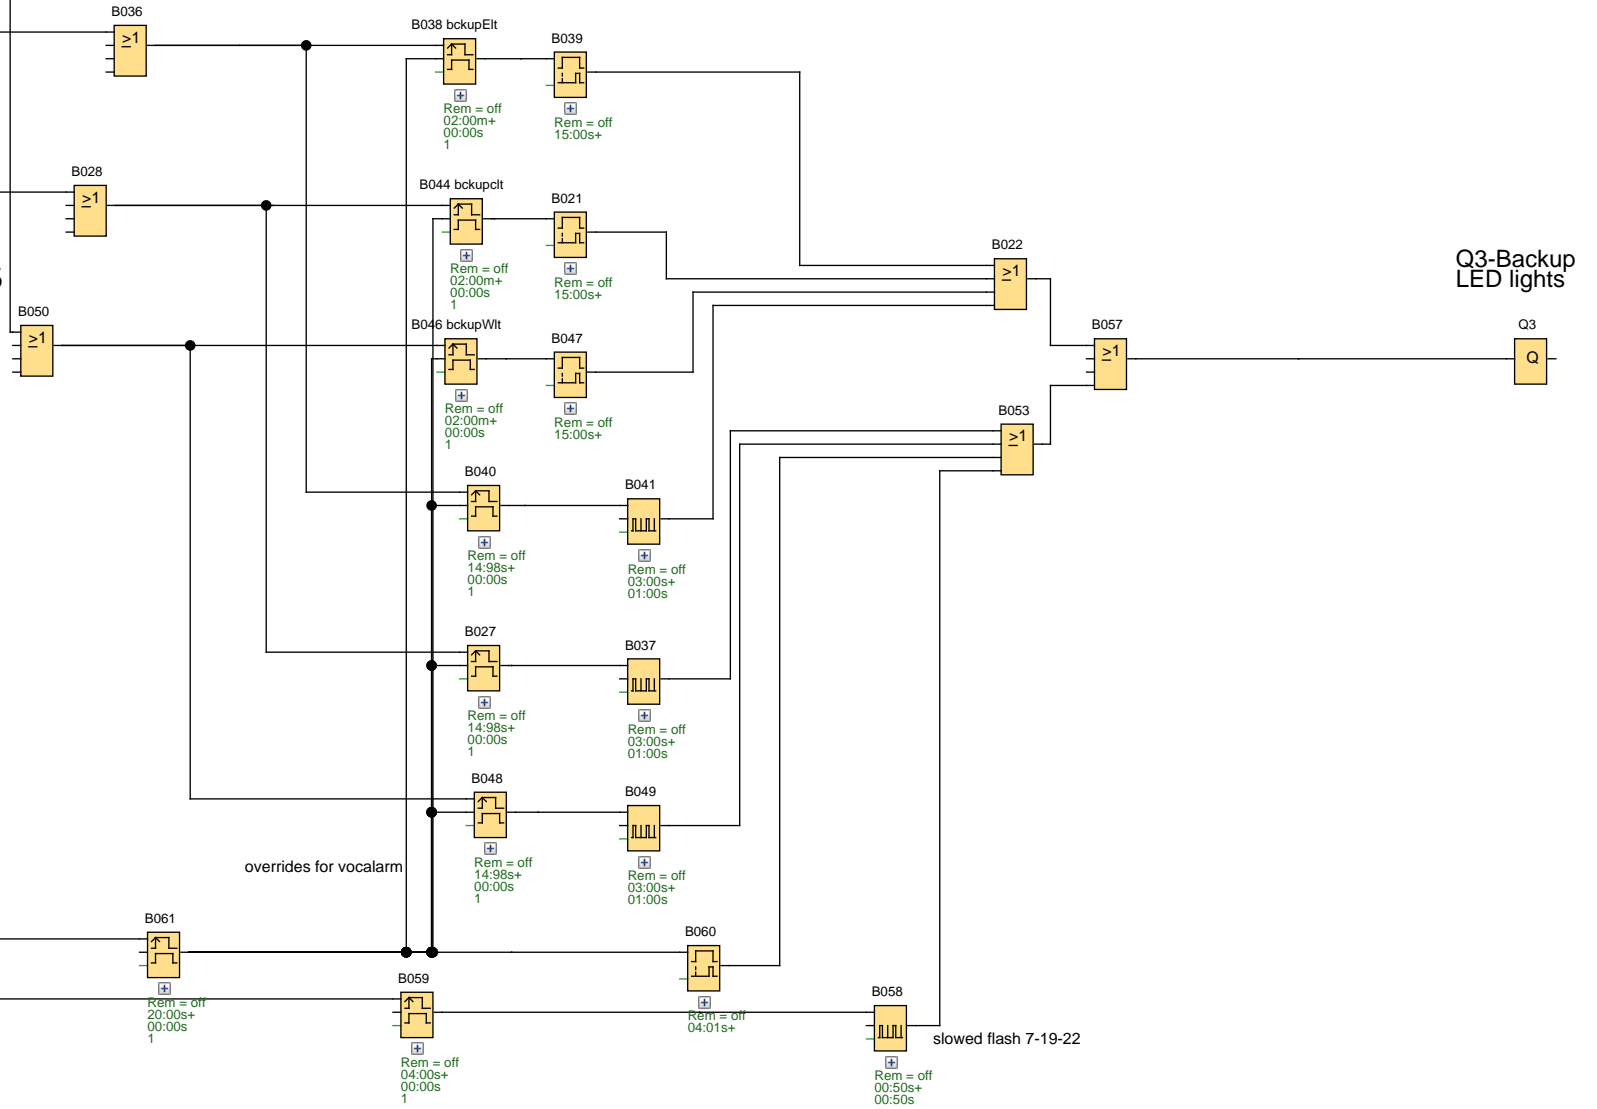 B036
≥1
B038 bckupElt
Rem = off
02:00m+
00:00s
1
B039
Rem = off
15:00s+
B028
≥1
B044 bckupclt
Rem = off
02:00m+
00:00s
1
B021
Rem = off
15:00s+
B022
≥1
Q3-Backup
LED lights
B050
≥1
B046 bckupWlt
Rem = off
02:00m+
00:00s
1
B047
Rem = off
15:00s+
B057
≥1
Q3
Q
B053
≥1
B040
Rem = off
14:98s+
00:00s
1
B041
Rem = off
03:00s+
01:00s
B027
Rem = off
14:98s+
00:00s
1
B037
Rem = off
03:00s+
01:00s
B048
Rem = off
14:98s+
00:00s
1
B049
Rem = off
03:00s+
01:00s
overrides for vocalarm
B061
Rem = off
20:00s+
00:00s
1
B060
Rem = off
04:01s+
B059
Rem = off
04:00s+
00:00s
1
B058
Rem = off
00:50s+
00:50s
slowed flash 7-19-22